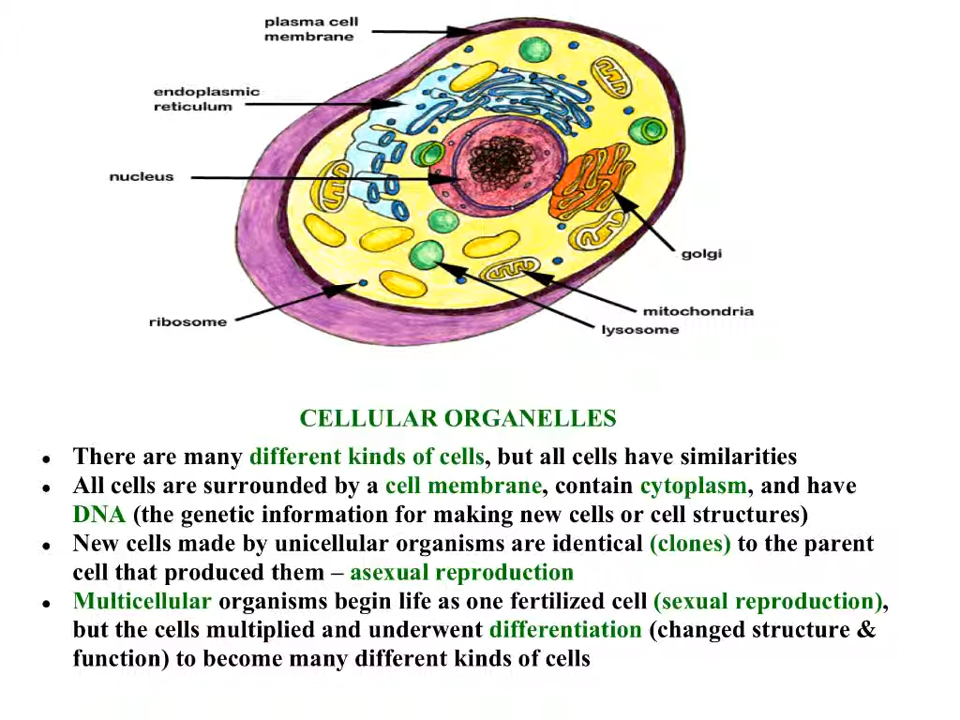 plasma cell
membrane
endoplasmic
reticulum
nucleus
golgi
mitochondria
ribosome
lysosome
CELLULAR ORGANELLES
• There are many different kinds of cells, but all cells have similarities
• All cells are surrounded by a cell membrane, contain cytoplasm, and have
DNA (the genetic information for making new cells or cell structures)
• New cells made by unicellular organisms are identical (clones) to the parent
cell that produced them – asexual reproduction
• Multicellular organisms begin life as one fertilized cell (sexual reproduction),
but the cells multiplied and underwent differentiation (changed structure &
function) to become many different kinds of cells